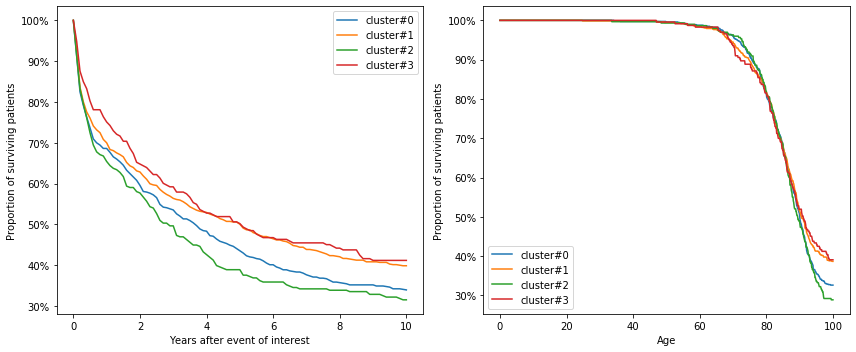 100%
90%
80%
70%
60%
50%
40%
30%
Proportion of surviving patients
0
2
4
6
8
10
Years after event of interest
cluster#0
cluster#1
cluster#2
cluster#3
100%
90%
80%
70%
60%
50%
40%
30%
Proportion of surviving patients
0
20
40
60
80
100
Age
cluster#0
cluster#1
cluster#2
cluster#3